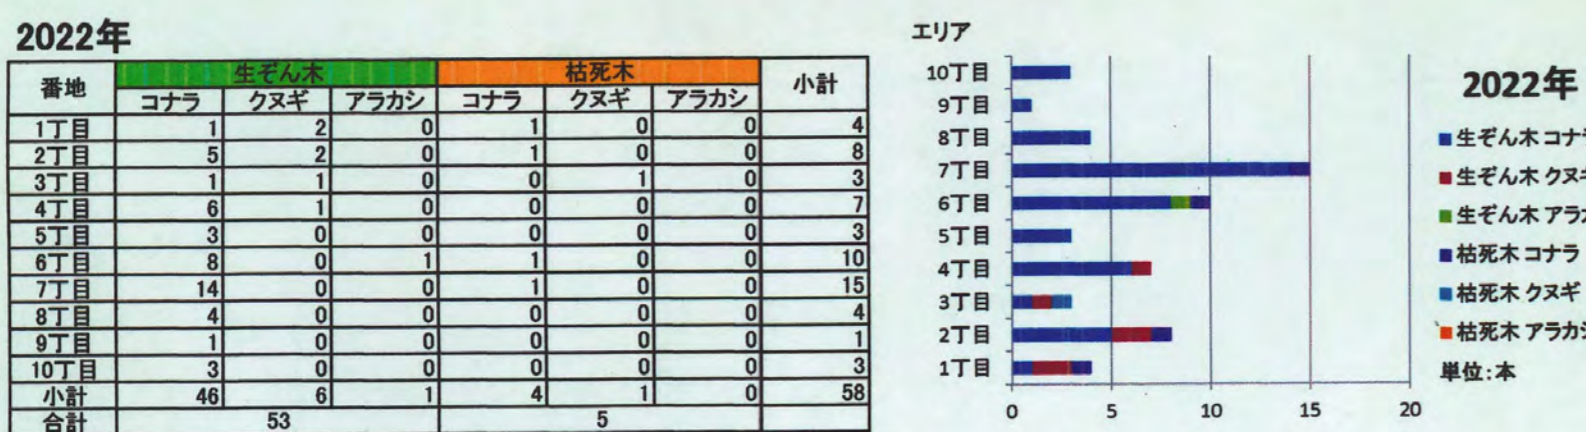 2022年
番地 生ぞん木 枯死木 小計
コナラ クヌギ アラカシ コナラ クヌギ アラカシ
1丁目 1 2 0 1 0 0 4
2丁目 5 2 0 1 0 0 8
3丁目 1 1 0 0 1 0 3
4丁目 6 1 0 0 0 0 7
5丁目 3 0 0 0 0 0 3
6丁目 8 0 1 1 0 0 10
7丁目 14 0 0 1 0 0 15
8丁目 4 0 0 0 0 0 4
9丁目 1 0 0 0 0 0 1
10丁目 3 0 0 0 0 0 3
小計 46 6 1 4 1 0 58
合計 53 5
エリア
10丁目
9丁目
8丁目
7丁目
6丁目
5丁目
4丁目
3丁目
2丁目
1丁目
0 5 10 15 20
2022年
生ぞん木 コナラ
生ぞん木 クヌギ
生ぞん木 アラカ
枯死木 コナラ
枯死木 クヌギ
枯死木 アラカシ
単位:本